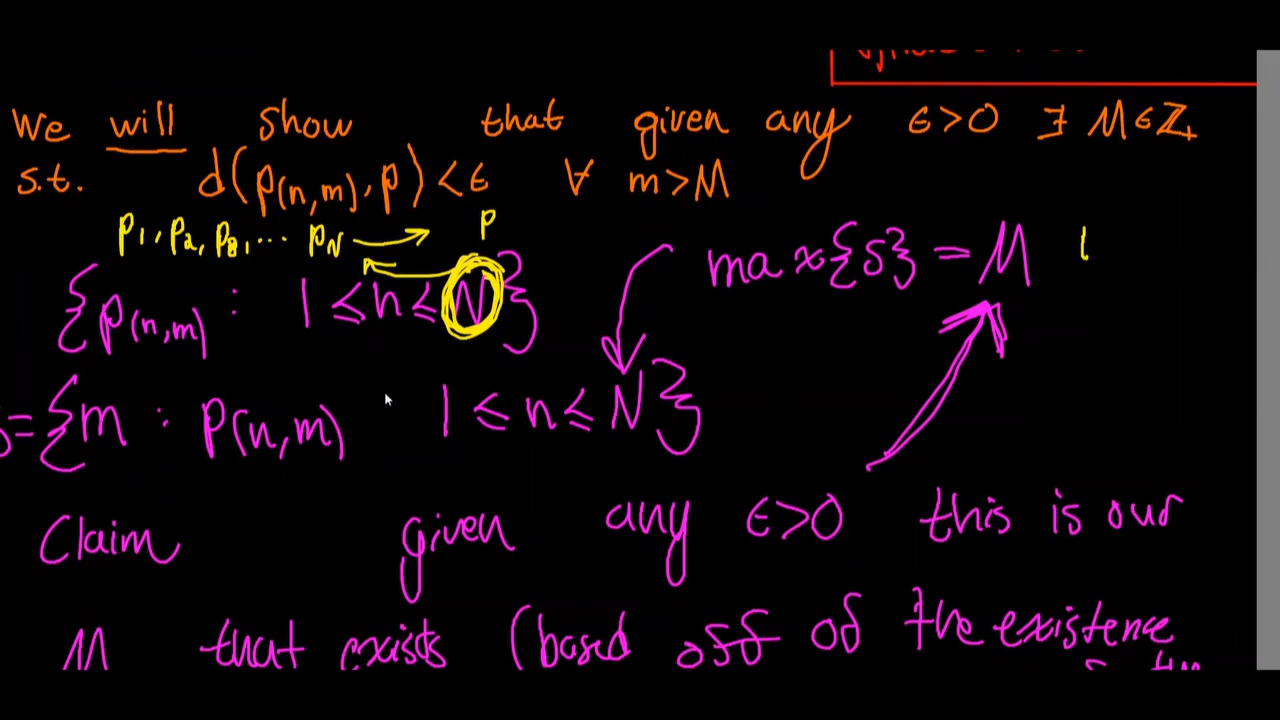 We will show that given any ϵ>0 ∃ M∈ℤ₊
s.t. d(p(n,m),p)<ϵ ∀ m>M
p₁, p₂, p₃, ... p_N → p
{p(n,m) : 1≤n≤N} max{S} = M
S={m : p(n,m) 1≤n≤N}
Claim given any ϵ>0 this is our
M that exists (based off of the existence